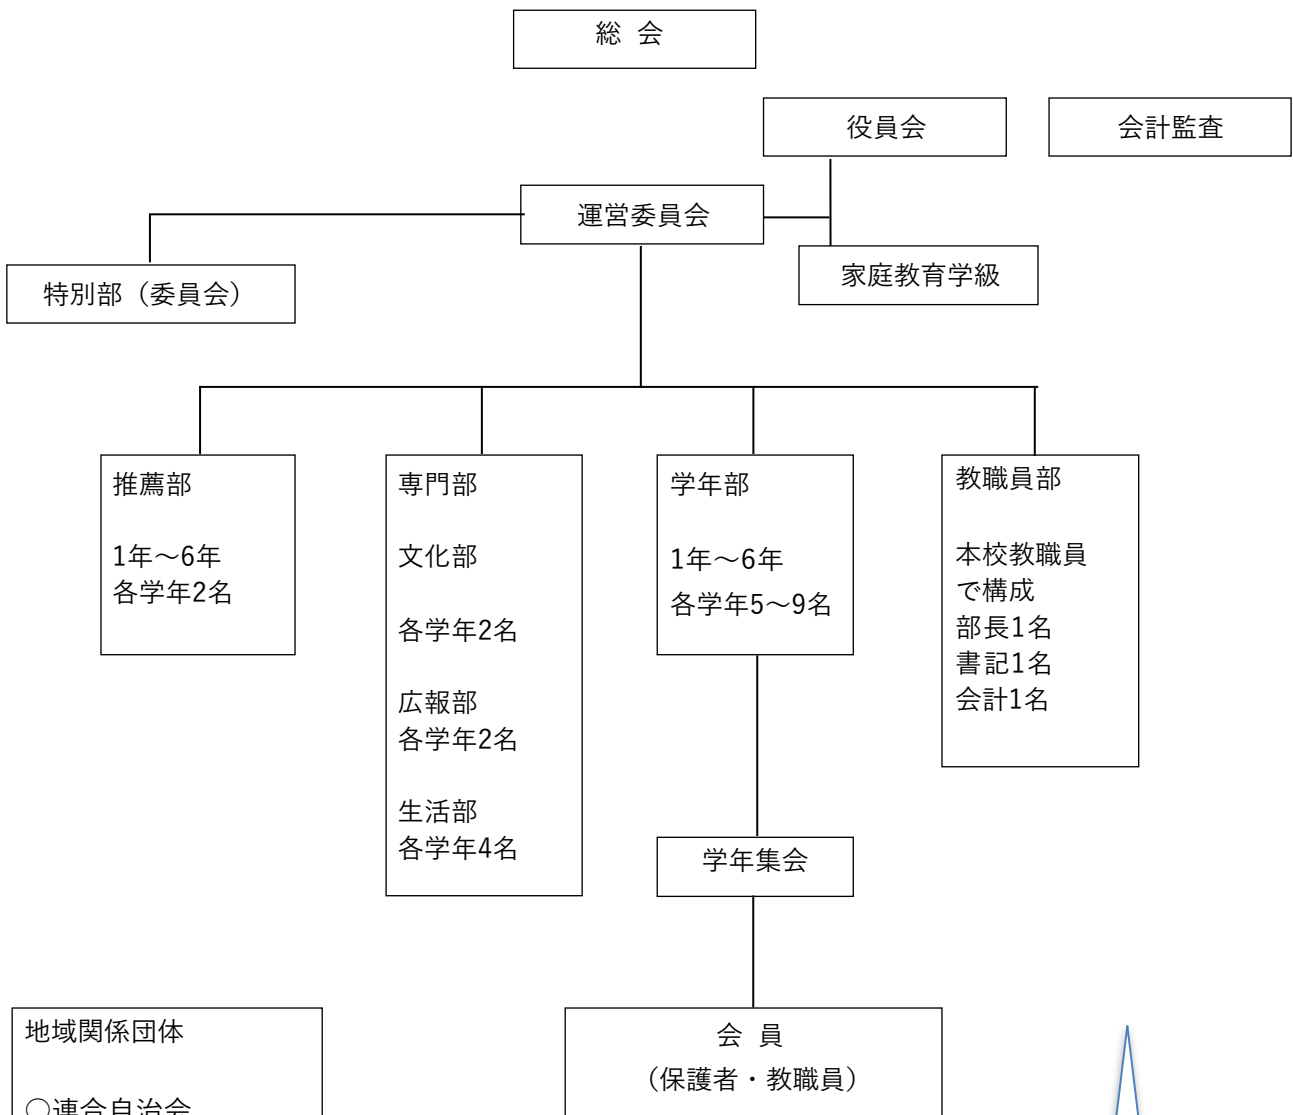 総 会
役員会
会計監査
運営委員会
家庭教育学級
特別部（委員会）
推薦部
1年～6年
各学年2名
専門部
文化部
各学年2名
広報部
各学年2名
生活部
各学年4名
学年部
1年～6年
各学年5～9名
教職員部
本校教職員
で構成
部長1名
書記1名
会計1名
学年集会
地域関係団体
○連合自治会
会 員
（保護者・教職員）